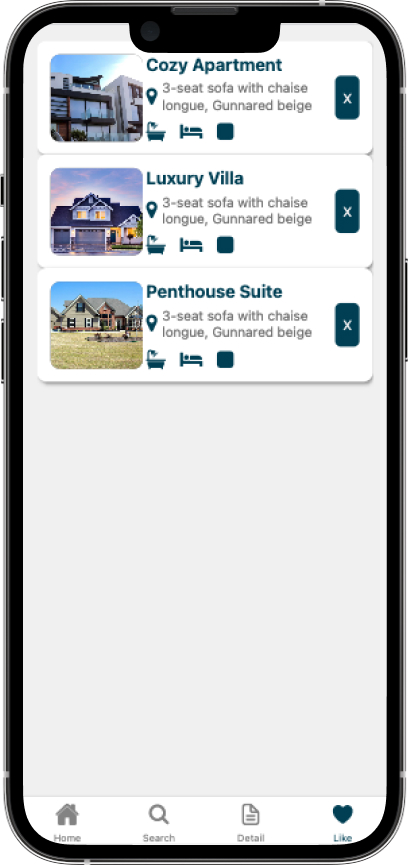 Cozy Apartment
3-seat sofa with chaise
longue, Gunnared beige
X
Luxury Villa
3-seat sofa with chaise
longue, Gunnared beige
X
Penthouse Suite
3-seat sofa with chaise
longue, Gunnared beige
X
Home
Search
Detail
Like